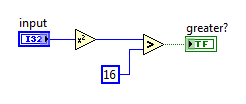 input
greater?
I32
x²
>
TF
16